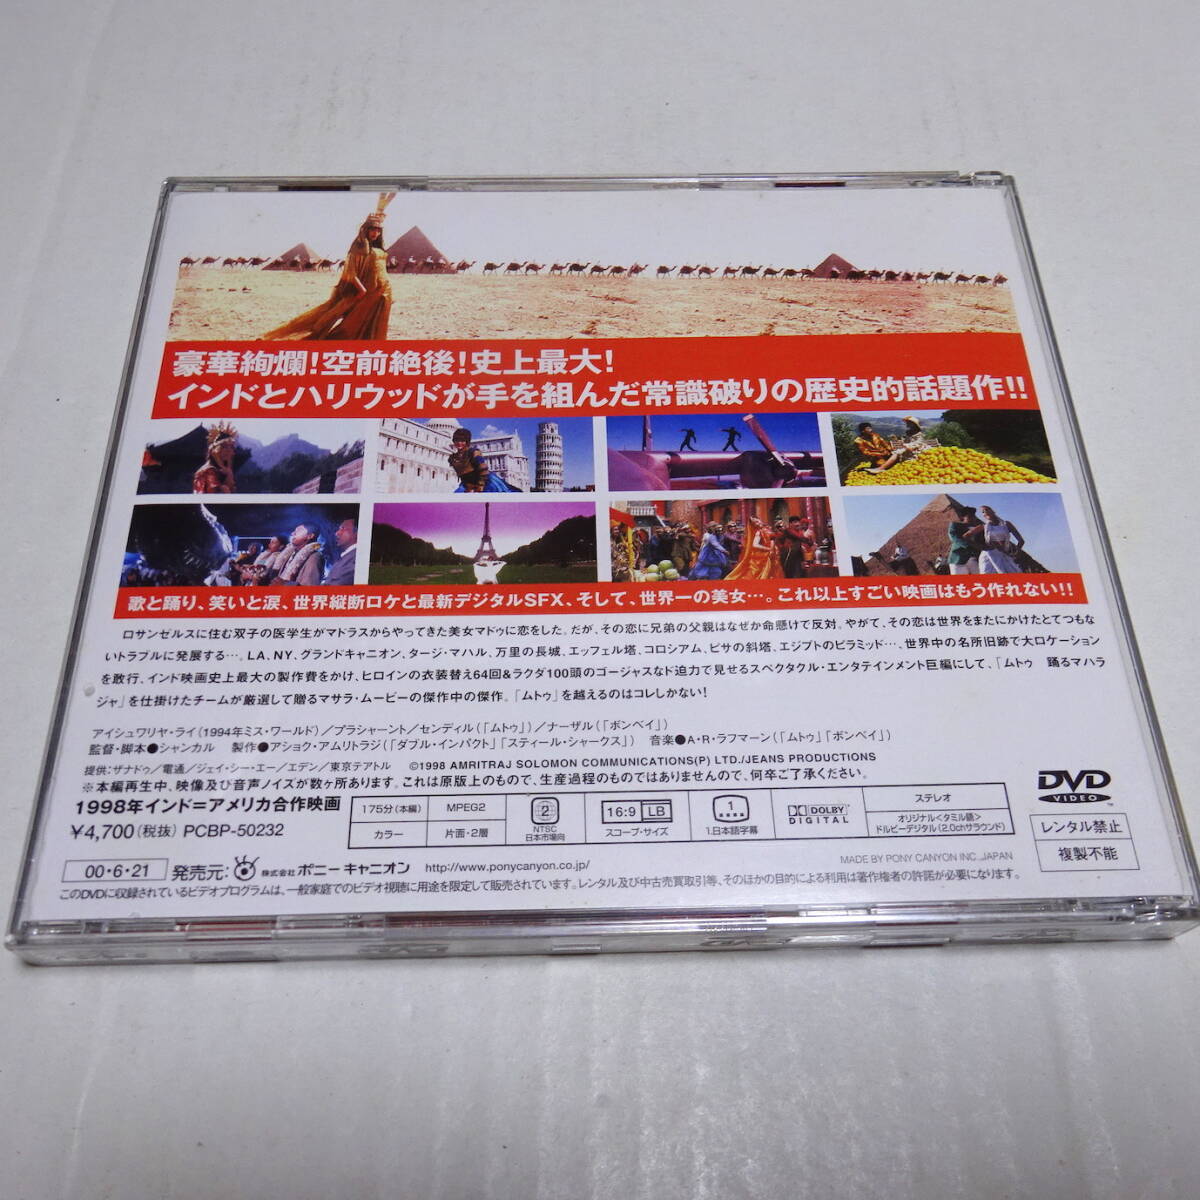 豪華絢爛!空前絶後!史上最大!
インドとハリウッドが手を組んだ常識破りの歴史的話題作!!
歌と踊り、笑いと涙、世界縦断ロケと最新デジタルSFX、そして、世界一の美女…。これ以上すごい映画はもう作れない!!
ロサンゼルスに住む双子の医学生がマドラスからやってきた美女マドゥに恋をした。だが、その恋に兄弟の父親はなぜか命懸けで反対。やがて、その恋は世界をまたにかけたとてつもな
いトラブルに発展する…。LA、NY、グランドキャニオン、タージ・マハル、万里の長城、エッフェル塔、コロシアム、ピサの斜塔、エジプトのピラミッド…、世界中の名所旧跡で大ロケーション
を敢行。インド映画史上最大の製作費をかけ、ヒロインの衣装替え64回&ラクダ100頭のゴージャスなド迫力で見せるスペクタクル・エンタテインメント巨編にして、「ムトゥ 踊るマハラ
ジャ」を仕掛けたチームが厳選して贈るマサラ・ムービーの傑作中の傑作。「ムトゥ」を越えるのはコレしかない!
アイシュワリヤ・ライ(1994年ミス・ワールド)/プラシャーント/センディル(「ムトゥ」)/ナーザル(「ボンベイ」)
監督・脚本●シャンカル 製作●アショク・アムリトラジ(「ダブル・インパクト」「スティール・シャークス」) 音楽●A・R・ラフマーン(「ムトゥ」「ボンベイ」)
提供:ザナドゥ/電通/ジェイ・シー・エー/エデン/東京テアトル ©1998 AMRITRAJ SOLOMON COMMUNICATIONS(P) LTD./JEANS PRODUCTIONS
※本編再生中、映像及び音声ノイズが数ヶ所あります。これは原版上のもので、生産過程のものではありませんので、何卒ご了承ください。
1998年インド=アメリカ合作映画
¥4,700(税抜) PCBP-50232
175分(本編)
MPEG2
カラー
片面・2層
2
NTSC
日本市場向
16:9 LB
スコープ・サイズ
1
1.日本語字幕
DOLBY
DIGITAL
ステレオ
オリジナル<タミル語>
ドルビーデジタル(2.0chサラウンド)
DVD
VIDEO
TM
レンタル禁止
複製不能
00・6・21 発売元: 株式会社 ポニーキャニオン http://www.ponycanyon.co.jp/
MADE BY PONY CANYON INC.,JAPAN
このDVDに収録されているビデオプログラムは、一般家庭でのビデオ視聴に用途を限定して販売されています。レンタル及び中古売買取引等、そのほかの目的による利用は著作権者の許諾が必要になります。